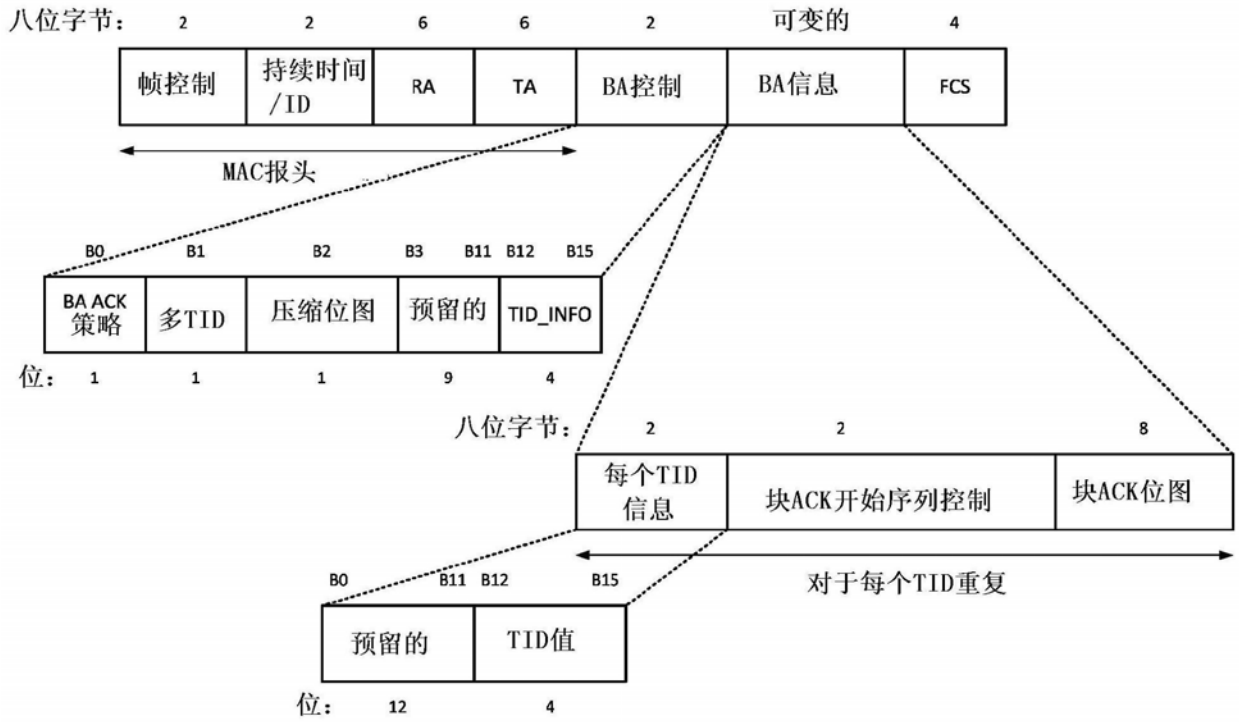 八位字节: 2 2 6 6 2 可变的 4
帧控制 持续时间/ID RA TA BA控制 BA信息 FCS
MAC报头
B0 B1 B2 B3 B11 B12 B15
BA ACK策略 多TID 压缩位图 预留的 TID_INFO
位: 1 1 1 9 4
八位字节: 2 2 8
每个TID信息 块ACK开始序列控制 块ACK位图
对于每个TID重复
B0 B11 B12 B15
预留的 TID值
位: 12 4